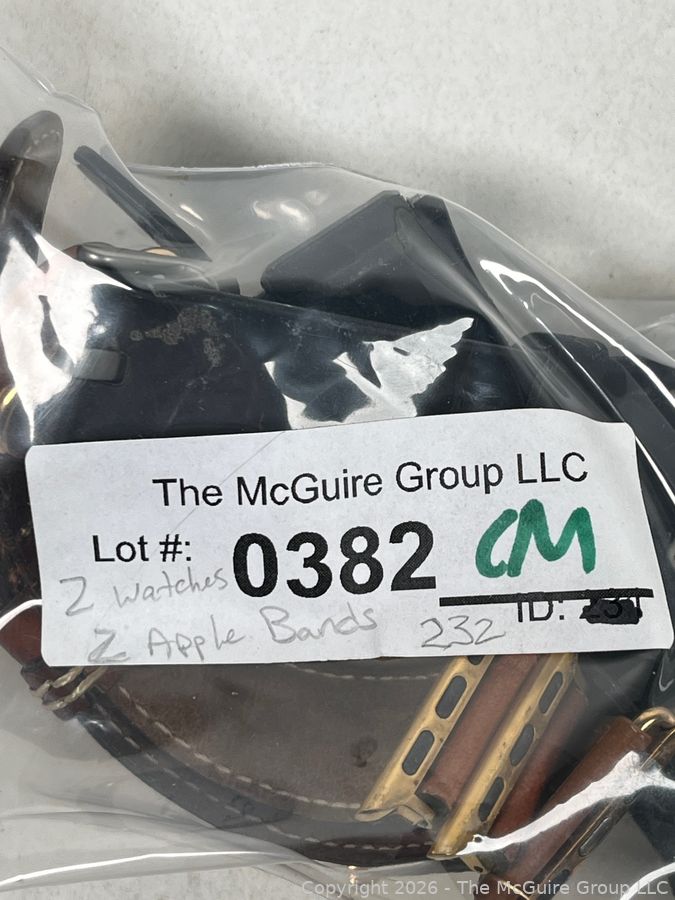 The McGuire Group LLC
Lot #: 0382 CM
2 watches
2 Apple Bands 232 ID:
Copyright 2026 - The McGuire Group LLC